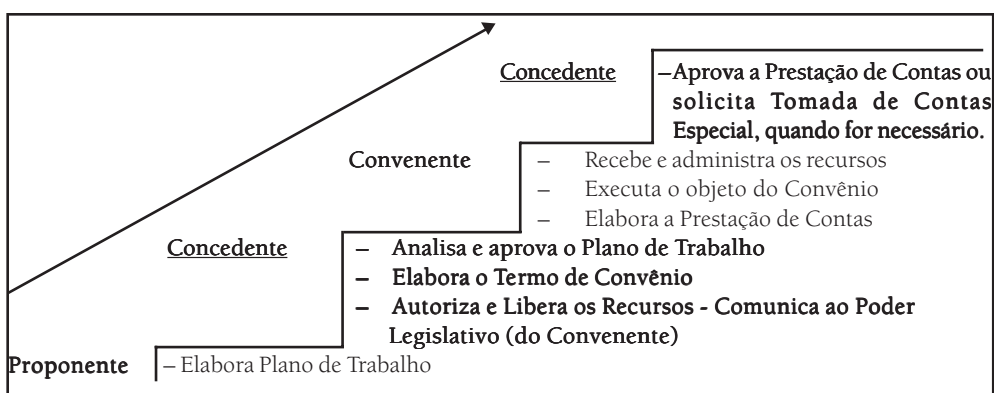 Concedente
– Aprova a Prestação de Contas ou
solicita Tomada de Contas
Especial, quando for necessário.
Convenente
– Recebe e administra os recursos
– Executa o objeto do Convênio
– Elabora a Prestação de Contas
Concedente
– Analisa e aprova o Plano de Trabalho
– Elabora o Termo de Convênio
– Autoriza e Libera os Recursos - Comunica ao Poder
Legislativo (do Convenente)
Proponente
– Elabora Plano de Trabalho